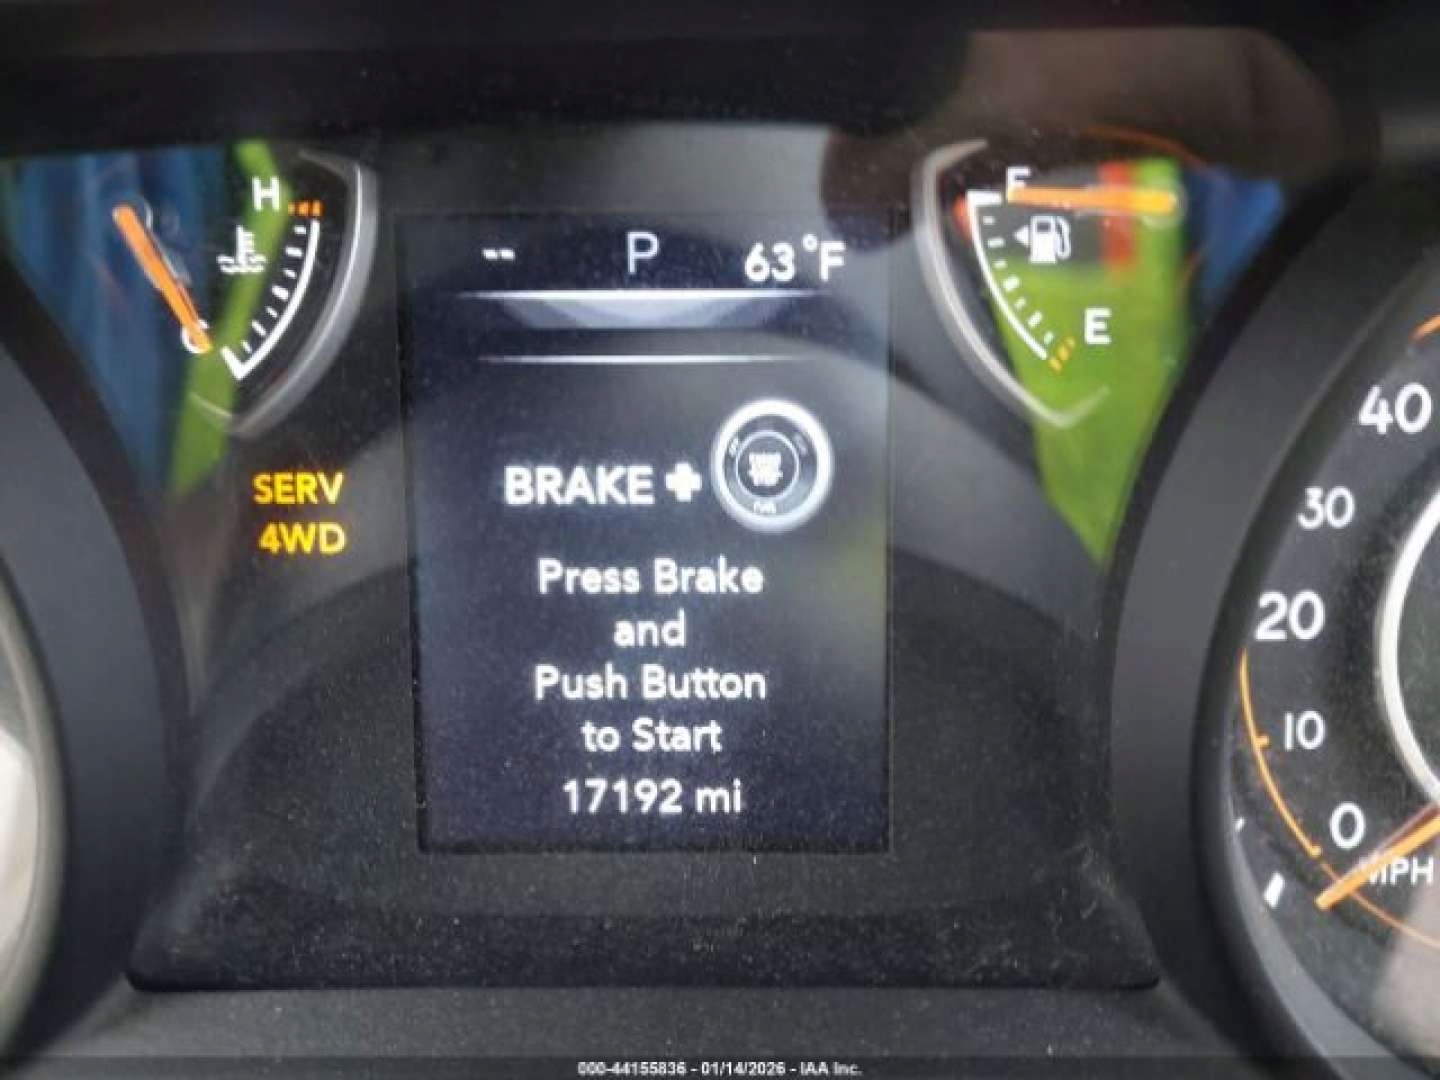 H
F
-- P 63°F
C
E
40
BRAKE +
SERV
4WD
30
Press Brake
and
20
Push Button
to Start
10
17192 mi
0
MPH
000-44155836 - 01/14/2026 - IAA Inc.